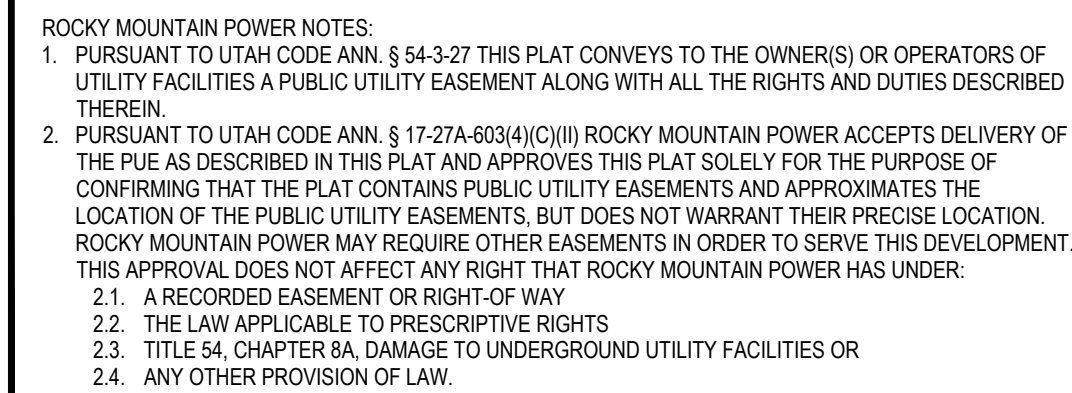 ROCKY MOUNTAIN POWER NOTES:
1. PURSUANT TO UTAH CODE ANN. § 54-3-27 THIS PLAT CONVEYS TO THE OWNER(S) OR OPERATORS OF
UTILITY FACILITIES A PUBLIC UTILITY EASEMENT ALONG WITH ALL THE RIGHTS AND DUTIES DESCRIBED
THEREIN.
2. PURSUANT TO UTAH CODE ANN. § 17-27A-603(4)(C)(II) ROCKY MOUNTAIN POWER ACCEPTS DELIVERY OF
THE PUE AS DESCRIBED IN THIS PLAT AND APPROVES THIS PLAT SOLELY FOR THE PURPOSE OF
CONFIRMING THAT THE PLAT CONTAINS PUBLIC UTILITY EASEMENTS AND APPROXIMATES THE
LOCATION OF THE PUBLIC UTILITY EASEMENTS, BUT DOES NOT WARRANT THEIR PRECISE LOCATION.
ROCKY MOUNTAIN POWER MAY REQUIRE OTHER EASEMENTS IN ORDER TO SERVE THIS DEVELOPMENT.
THIS APPROVAL DOES NOT AFFECT ANY RIGHT THAT ROCKY MOUNTAIN POWER HAS UNDER:
2.1. A RECORDED EASEMENT OR RIGHT-OF WAY
2.2. THE LAW APPLICABLE TO PRESCRIPTIVE RIGHTS
2.3. TITLE 54, CHAPTER 8A, DAMAGE TO UNDERGROUND UTILITY FACILITIES OR
2.4. ANY OTHER PROVISION OF LAW.